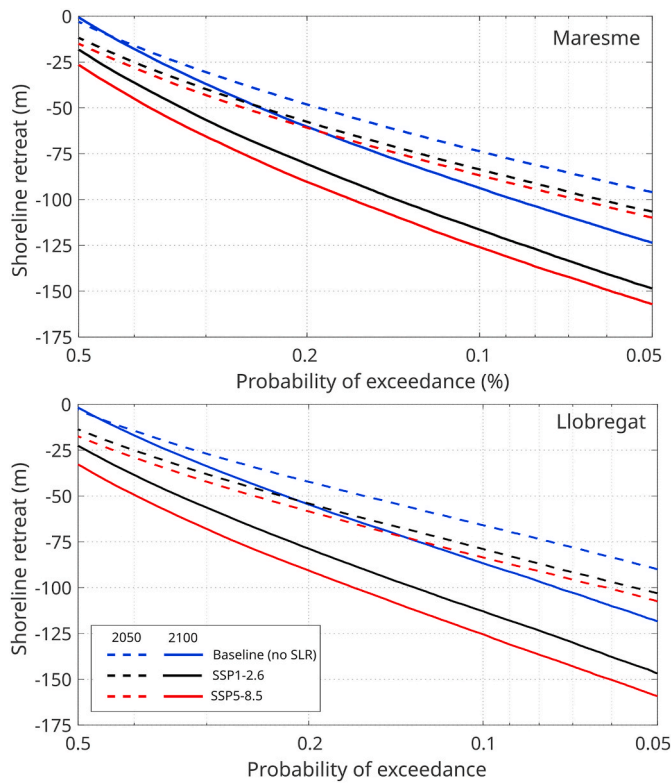 Maresme
Shoreline retreat (m)
0
-25
-50
-75
-100
-125
-150
-175
0.5
0.2
0.1
0.05
Probability of exceedance (%)
Llobregat
Shoreline retreat (m)
0
-25
-50
-75
-100
-125
-150
-175
2050 2100
Baseline (no SLR)
SSP1-2.6
SSP5-8.5
0.5
0.2
0.1
0.05
Probability of exceedance